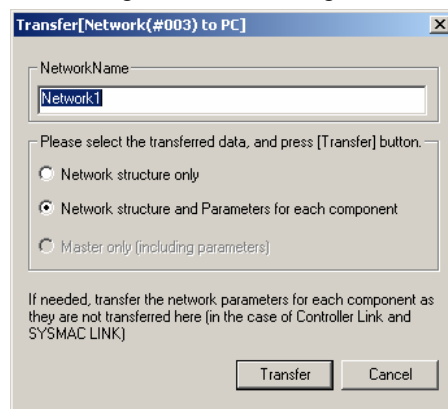 Transfer[Network(#003) to PC]
NetworkName
Network1
Please select the transferred data, and press [Transfer] button.
Network structure only
Network structure and Parameters for each component
Master only (including parameters)
If needed, transfer the network parameters for each component as
they are not transferred here (in the case of Controller Link and
SYSMAC LINK)
Transfer Cancel